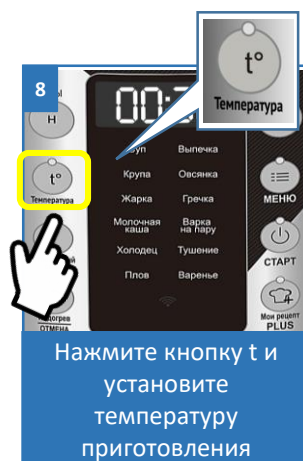 8
Н
00:
t°
Температура
t°
Температура
Выпечка
Крупа
Овсянка
Жарка
Гречка
Молочная
каша
Варка
на пару
Холодец
Тушение
Плов
Варенье
МЕНЮ
СТАРТ
Мои рецепт
PLUS
ОТМЕНА
Нажмите кнопку t и
установите
температуру
приготовления